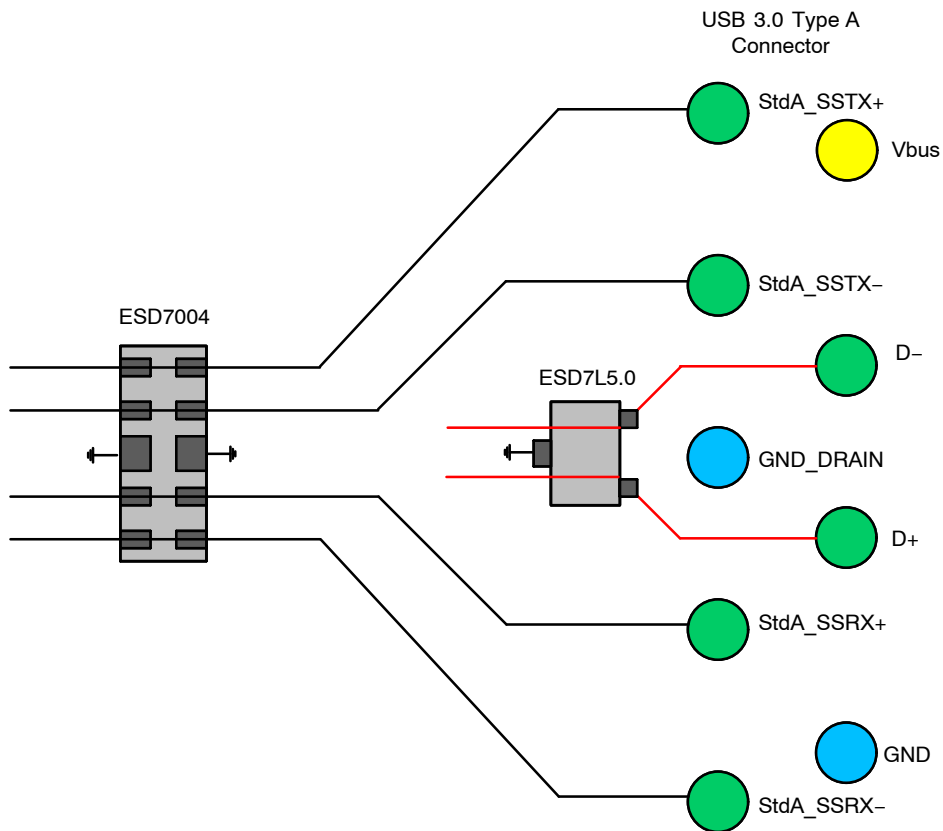 USB 3.0 Type A
Connector
StdA_SSTX+
Vbus
StdA_SSTX−
ESD7004
D−
ESD7L5.0
GND_DRAIN
D+
StdA_SSRX+
GND
StdA_SSRX−